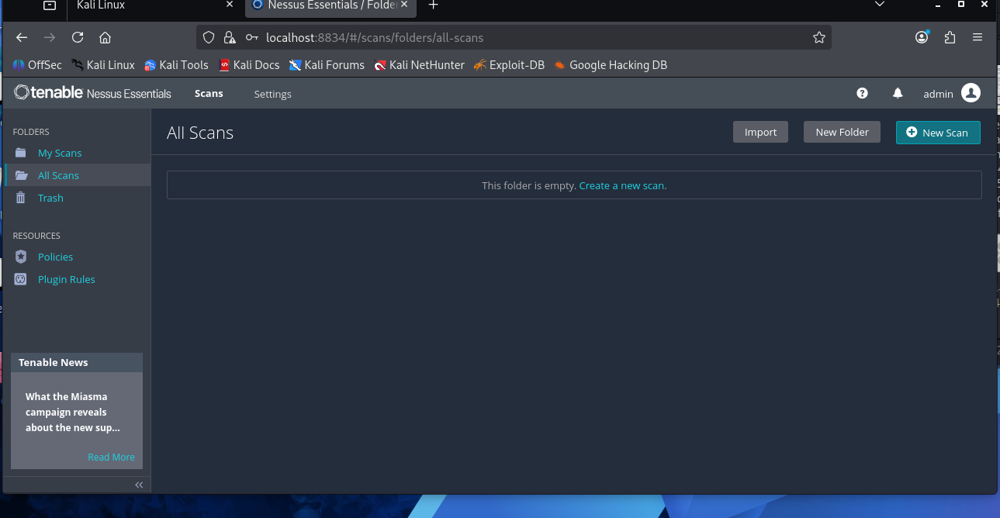 Kali Linux
Nessus Essentials / Folde
localhost:8834/#/scans/folders/all-scans
OffSec Kali Linux Kali Tools Kali Docs Kali Forums Kali NetHunter Exploit-DB Google Hacking DB
tenable Nessus Essentials Scans Settings admin
FOLDERS
My Scans
All Scans
Trash
RESOURCES
Policies
Plugin Rules
Tenable News
What the Miasma
campaign reveals
about the new sup...
Read More
All Scans
Import New Folder New Scan
This folder is empty. Create a new scan.